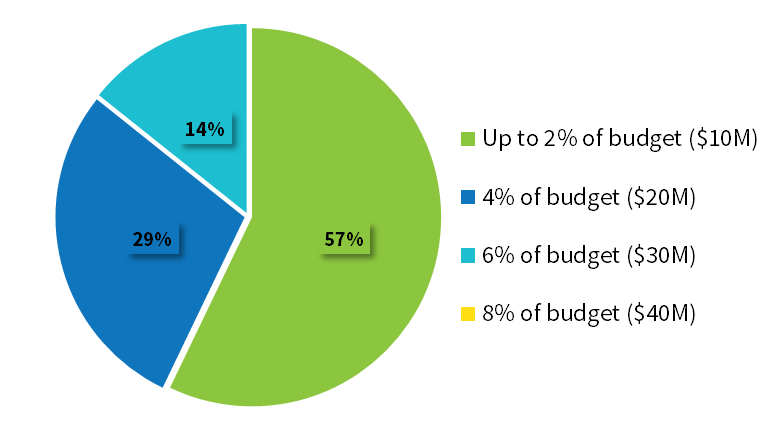 14%
29%
57%
Up to 2% of budget ($10M)
4% of budget ($20M)
6% of budget ($30M)
8% of budget ($40M)